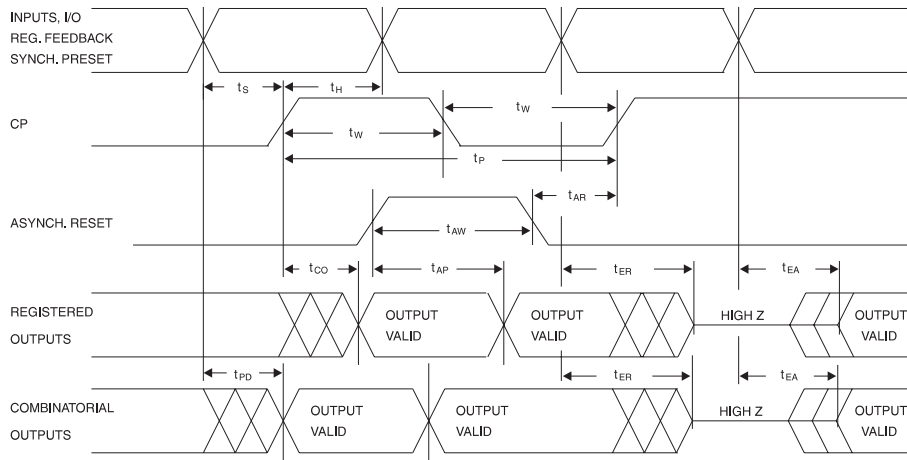 INPUTS, I/O
REG. FEEDBACK
SYNCH. PRESET
tS
tH
CP
tW
tW
tP
tAR
ASYNCH. RESET
tAW
tCO
tAP
tER
tEA
REGISTERED
OUTPUTS
OUTPUT
VALID
OUTPUT
VALID
HIGH Z
OUTPUT
VALID
tPD
tER
tEA
COMBINATORIAL
OUTPUTS
OUTPUT
VALID
OUTPUT
VALID
HIGH Z
OUTPUT
VALID